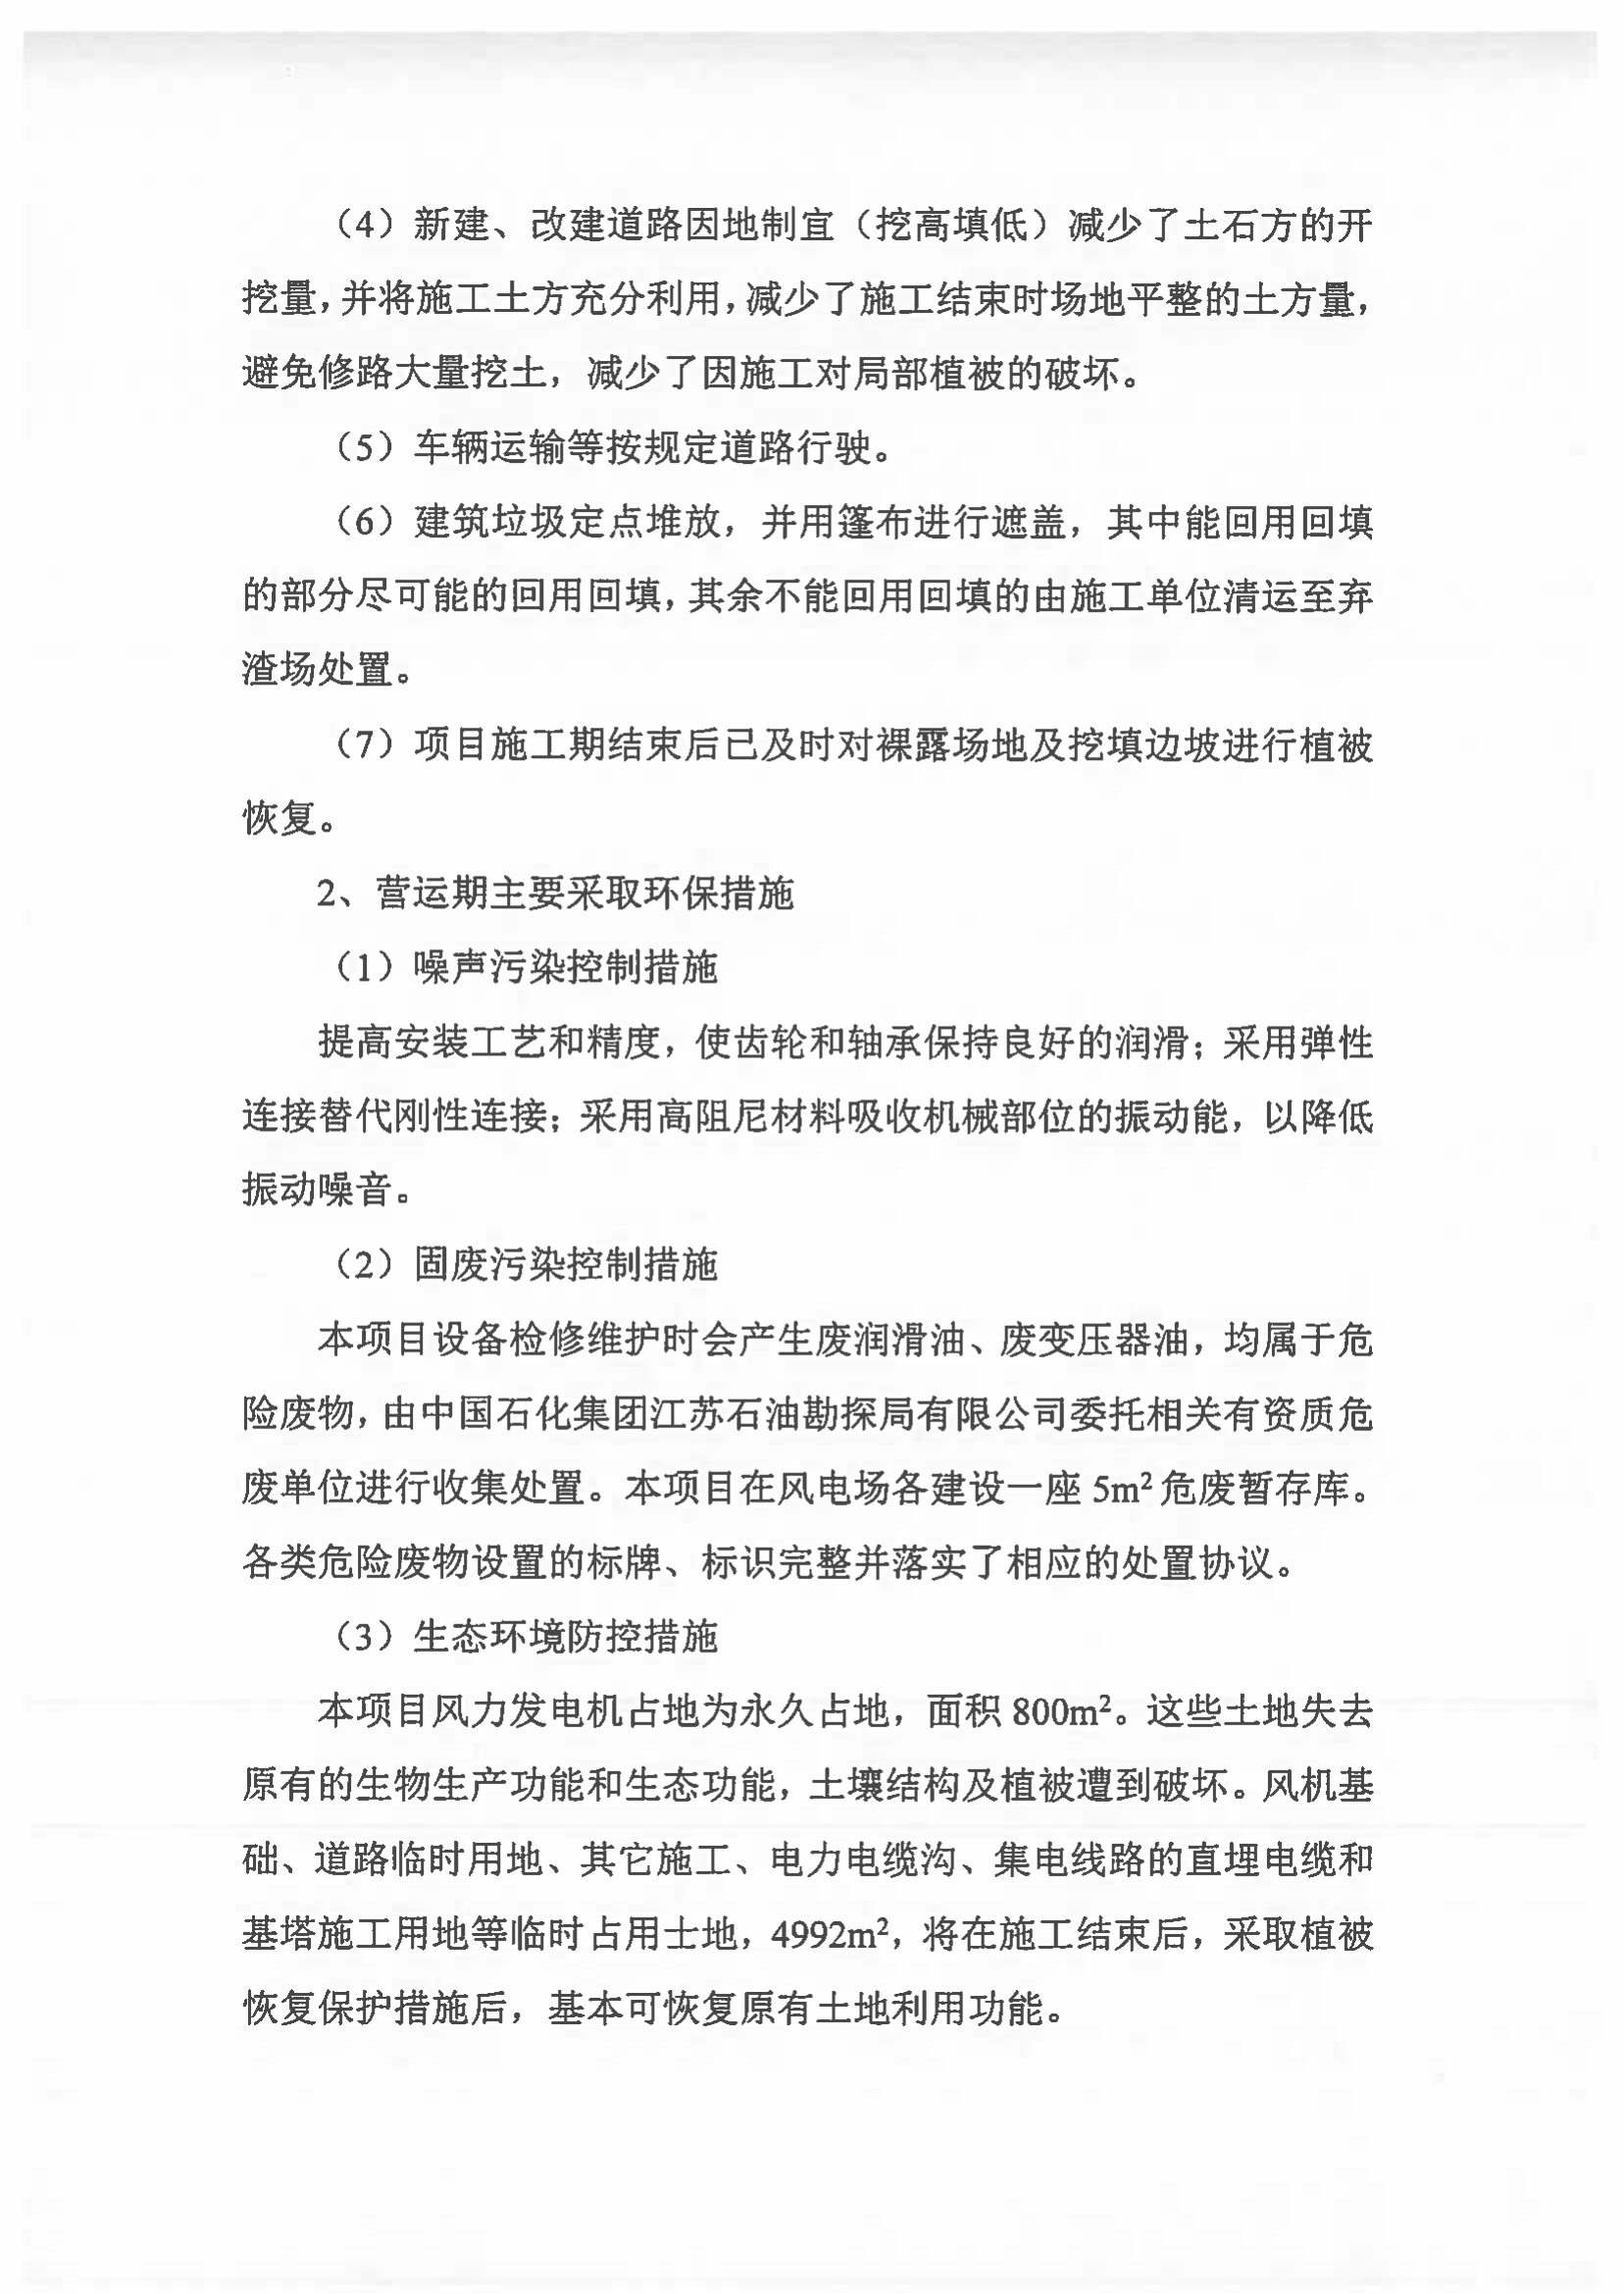 （4）新建、改建道路因地制宜（挖高填低）减少了土石方的开
挖量，并将施工土方充分利用，减少了施工结束时场地平整的土方量，
避免修路大量挖土，减少了因施工对局部植被的破坏。
（5）车辆运输等按规定道路行驶。
（6）建筑垃圾定点堆放，并用篷布进行遮盖，其中能回用回填
的部分尽可能的回用回填，其余不能回用回填的由施工单位清运至弃
渣场处置。
（7）项目施工期结束后已及时对裸露场地及挖填边坡进行植被
恢复。
2、营运期主要采取环保措施
（1）噪声污染控制措施
提高安装工艺和精度，使齿轮和轴承保持良好的润滑；采用弹性
连接替代刚性连接；采用高阻尼材料吸收机械部位的振动能，以降低
振动噪音。
（2）固废污染控制措施
本项目设备检修维护时会产生废润滑油、废变压器油，均属于危
险废物，由中国石化集团江苏石油勘探局有限公司委托相关有资质危
废单位进行收集处置。本项目在风电场各建设一座 5m²危废暂存库。
各类危险废物设置的标牌、标识完整并落实了相应的处置协议。
（3）生态环境防控措施
本项目风力发电机占地为永久占地，面积 800m²。这些土地失去
原有的生物生产功能和生态功能，土壤结构及植被遭到破坏。风机基
础、道路临时用地、其它施工、电力电缆沟、集电线路的直埋电缆和
基塔施工用地等临时占用土地，4992m²，将在施工结束后，采取植被
恢复保护措施后，基本可恢复原有土地利用功能。